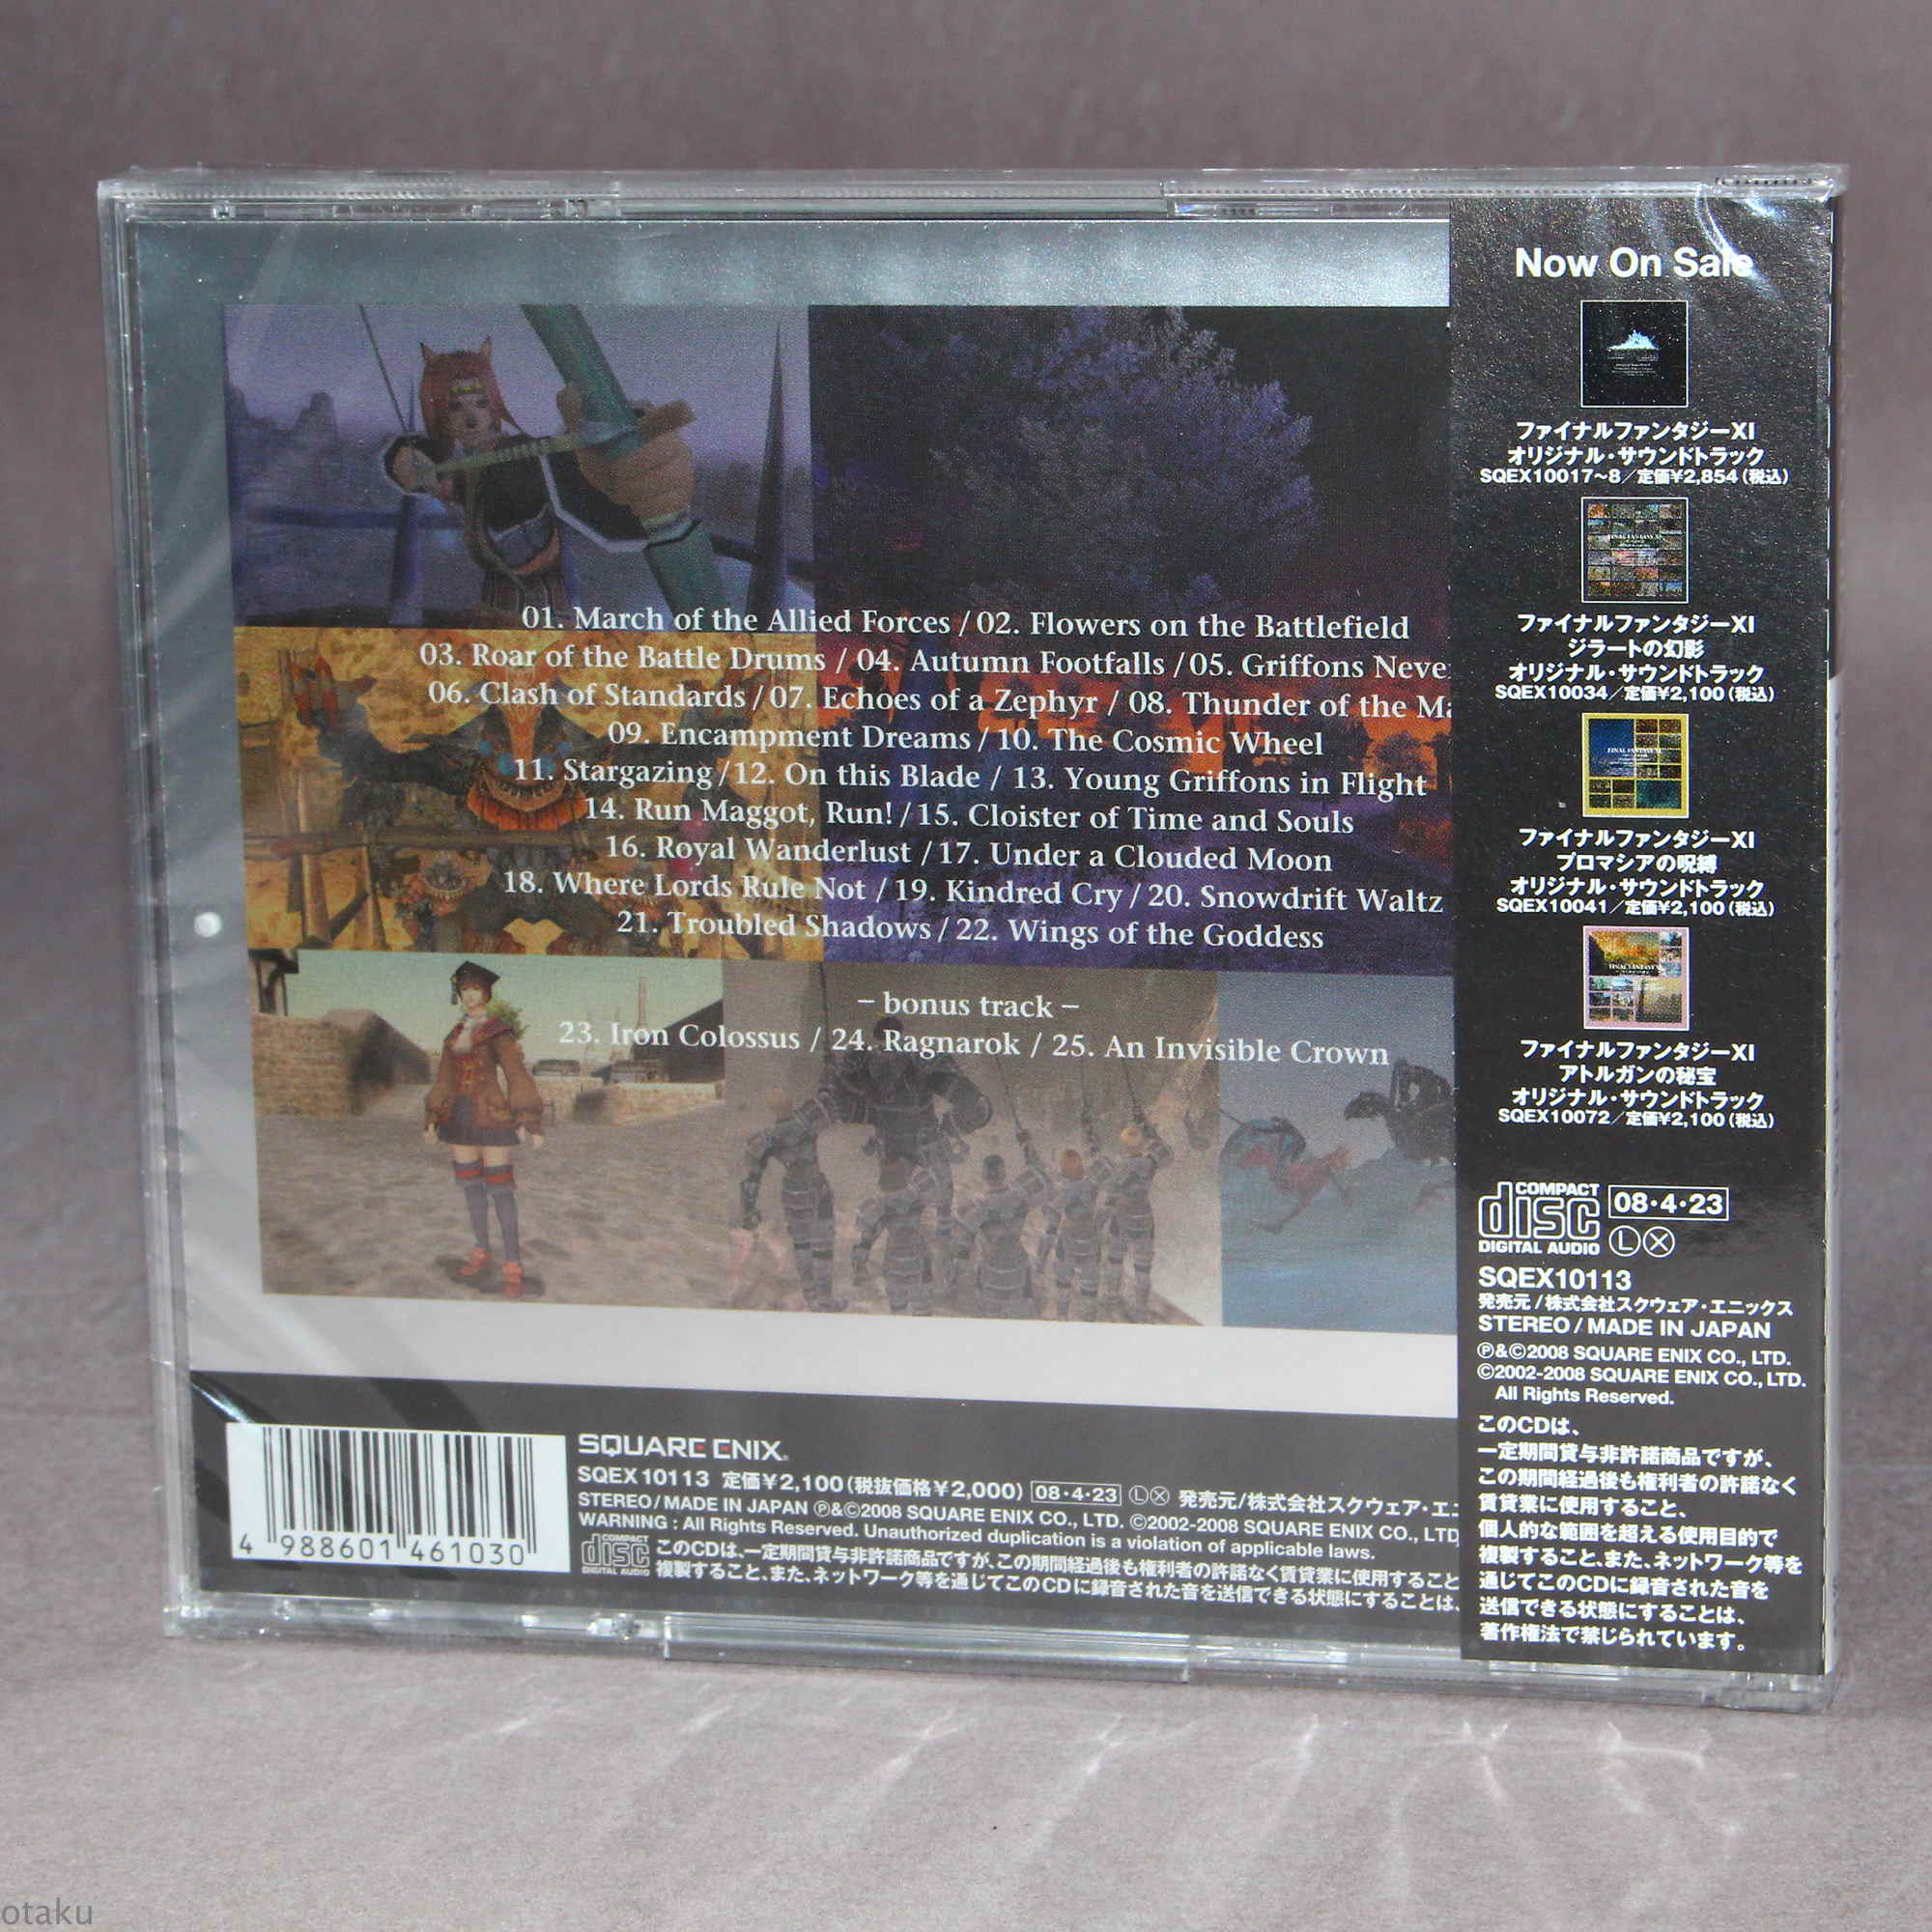 01. March of the Allied Forces / 02. Flowers on the Battlefield
03. Roar of the Battle Drums / 04. Autumn Footfalls / 05. Griffons
06. Clash of Standards / 07. Echoes of a Zephyr / 08. Thunder of the
09. Encampment Dreams / 10. The Cosmic Wheel
11. Stargazing / 12. On this Blade / 13. Young Griffons in Flight
14. Run Maggot, Run! / 15. Cloister of Time and Souls
16. Royal Wanderlust / 17. Under a Clouded Moon
18. Where Lords Rule Not / 19. Kindred Cry / 20. Snowdrift Waltz
21. Troubled Shadows / 22. Wings of the Goddess
– bonus track –
23. Iron Colossus / 24. Ragnarok / 25. An Invisible Crown
4 988601 461030
SQUARE ENIX.
SQEX 10113 定価¥2,100(税抜価格¥2,000) 08・4・23 Ⓛ Ⓧ 発売元/株式会社スクウェア・エニ
STEREO/MADE IN JAPAN Ⓟ&©2008 SQUARE ENIX CO., LTD. ©2002-2008 SQUARE ENIX CO., LTD
WARNING : All Rights Reserved. Unauthorized duplication is a violation of applicable laws.
COMPACT disc DIGITAL AUDIO
このCDは、一定期間貸与非許諾商品ですが、この期間経過後も権利者の許諾なく賃貸業に使用すること
複製すること、また、ネットワーク等を通じてこのCDに録音された音を送信できる状態にすることは、
Now On Sale
ファイナルファンタジーXI
オリジナル・サウンドトラック
SQEX10017~8/定価¥2,854(税込)
FINAL FANTASY XI
ファイナルファンタジーXI
ジラートの幻影
オリジナル・サウンドトラック
SQEX10034/定価¥2,100(税込)
FINAL FANTASY XI
ファイナルファンタジーXI
プロマシアの呪縛
オリジナル・サウンドトラック
SQEX10041/定価¥2,100(税込)
FINAL FANTASY XI
ファイナルファンタジーXI
アトルガンの秘宝
オリジナル・サウンドトラック
SQEX10072/定価¥2,100(税込)
COMPACT disc DIGITAL AUDIO
08・4・23
Ⓛ Ⓧ
SQEX10113
発売元/株式会社スクウェア・エニックス
STEREO/MADE IN JAPAN
Ⓟ&©2008 SQUARE ENIX CO., LTD.
©2002-2008 SQUARE ENIX CO., LTD.
All Rights Reserved.
このCDは、
一定期間貸与非許諾商品ですが、
この期間経過後も権利者の許諾なく
賃貸業に使用すること、
個人的な範囲を超える使用目的で
複製すること、また、ネットワーク等を
通じてこのCDに録音された音を
送信できる状態にすることは、
著作権法で禁じられています。
otaku